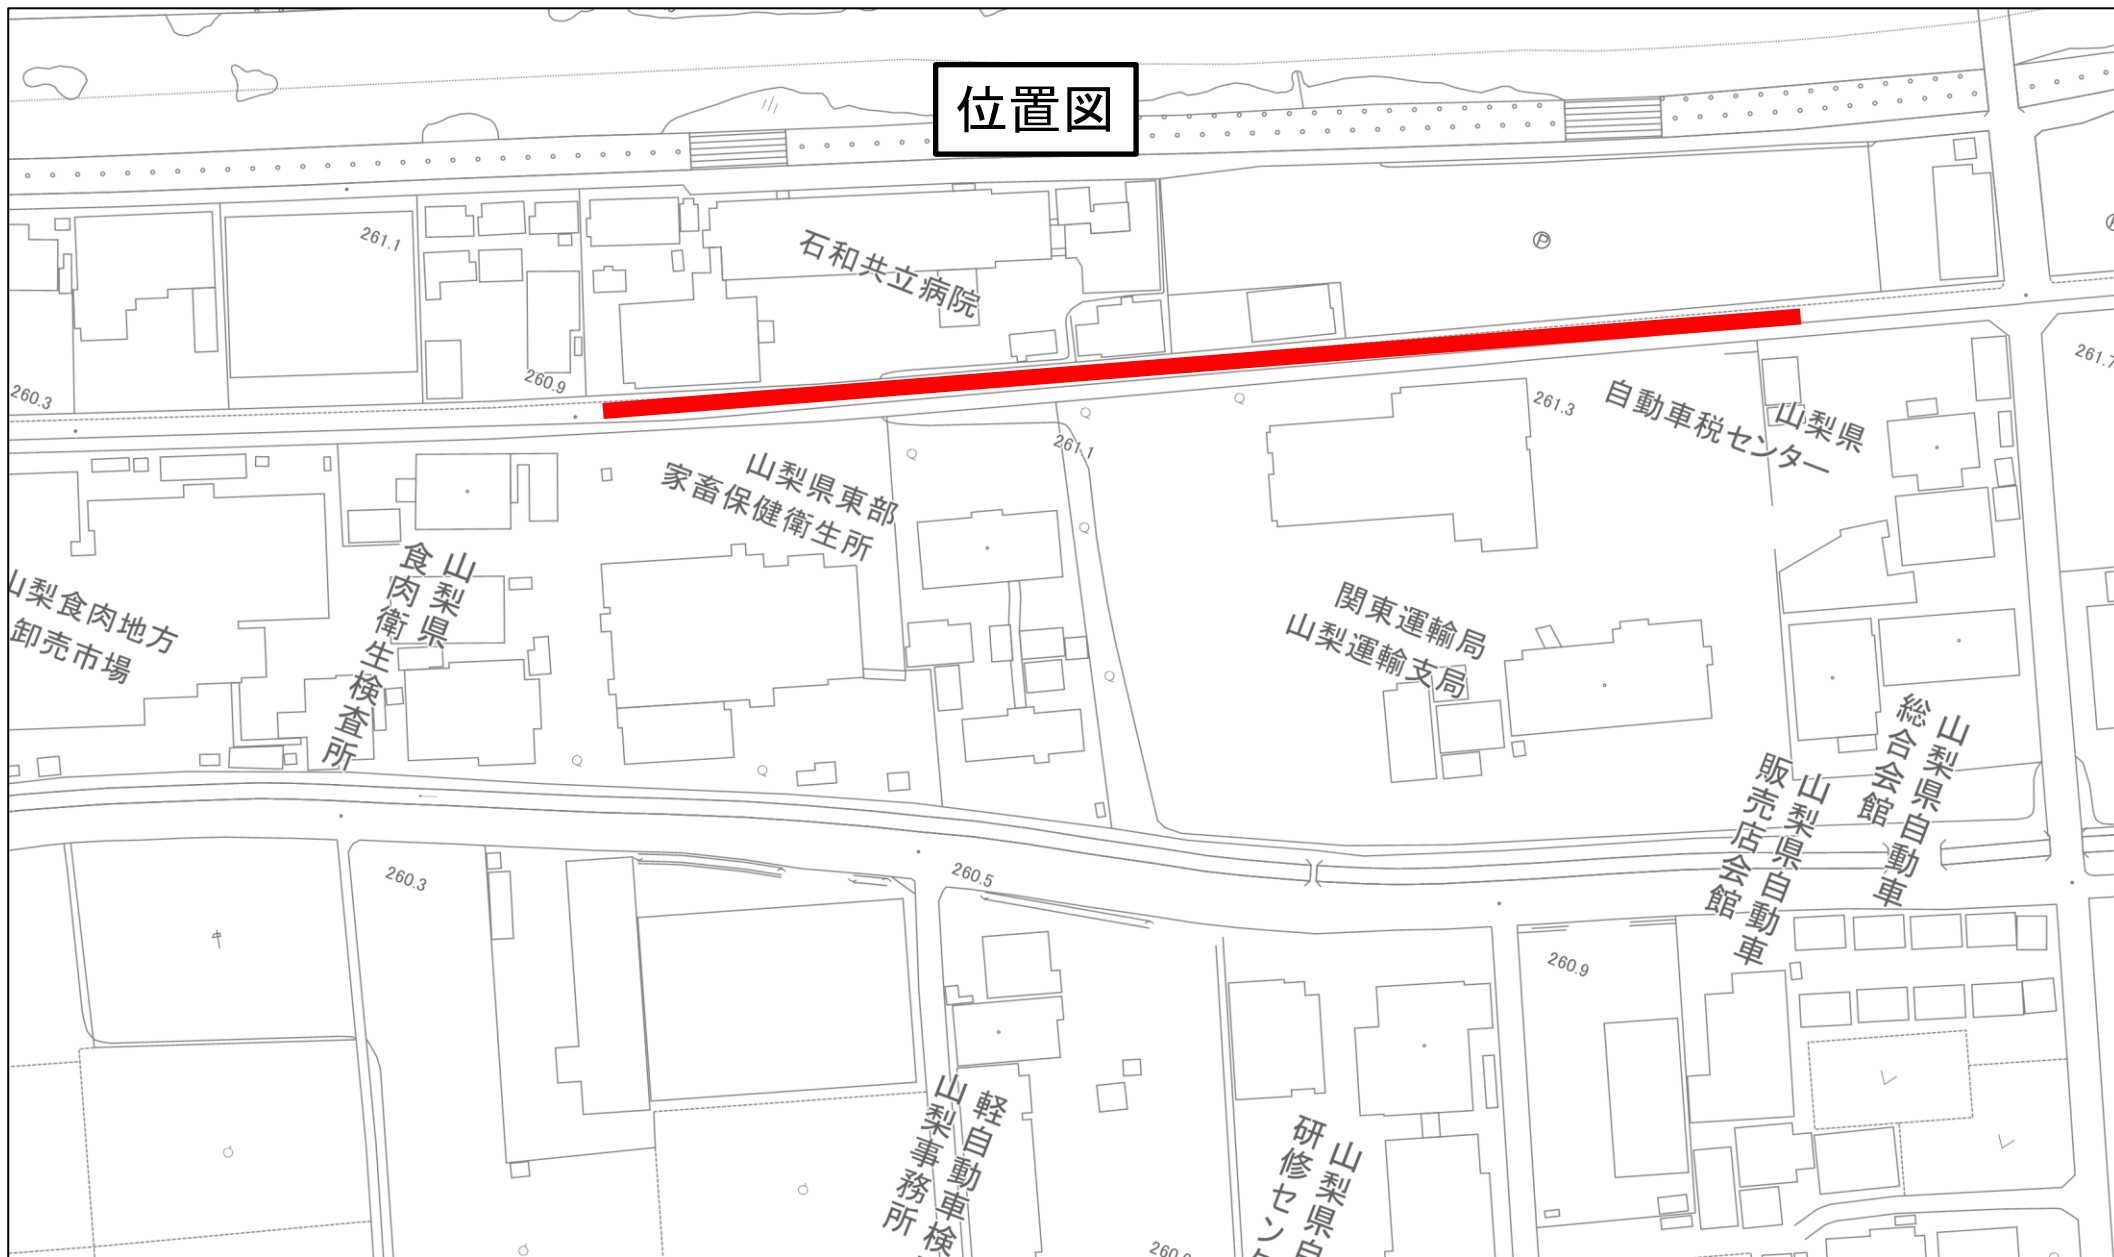 位置図
261.1
石和共立病院
260.3
260.9
261.7
261.3
自動車税センター
山梨県
261.1
山梨県東部
家畜保健衛生所
山梨県
食肉衛生検査所
山梨食肉地方
卸売市場
関東運輸局
山梨運輸支局
山梨県自動車
総合会館
山梨県自動車
販売店会館
260.3
260.5
260.9
軽自動車検
山梨事務所
山梨県自
研修セン